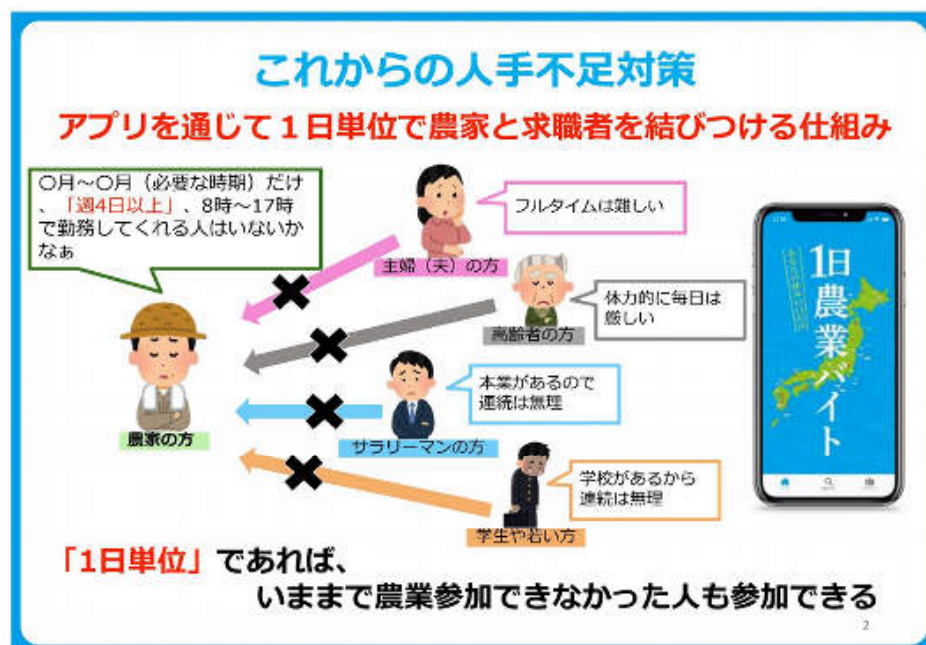 これからの人手不足対策
アプリを通じて１日単位で農家と求職者を結びつける仕組み
〇月～〇月（必要な時期）だけ
、「週4日以上」、8時～17時
で勤務してくれる人はいないか
なぁ
フルタイムは難しい
主婦（夫）の方
体力的に毎日は
厳しい
高齢者の方
本業があるので
連続は無理
サラリーマンの方
農家の方
学校があるから
連続は無理
学生や若い方
1日農業バイト
「1日単位」であれば、
いままで農業参加できなかった人も参加できる
2